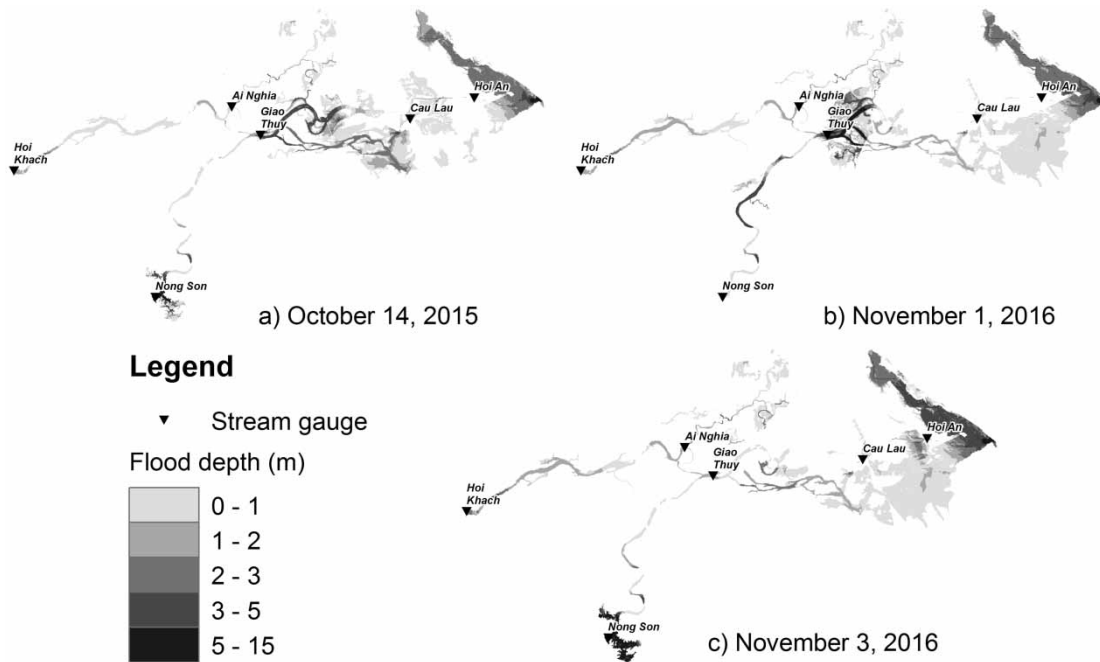 Ai Nghia
Giao
Thuy
Cau Lau
Hoi An
Hoi
Khach
Nong Son
a) October 14, 2015
Ai Nghia
Giao
Thuy
Cau Lau
Hoi An
Hoi
Khach
Nong Son
b) November 1, 2016
Legend
Stream gauge
Flood depth (m)
0 - 1
1 - 2
2 - 3
3 - 5
5 - 15
Ai Nghia
Giao
Thuy
Cau Lau
Hoi An
Hoi
Khach
Nong Son
c) November 3, 2016